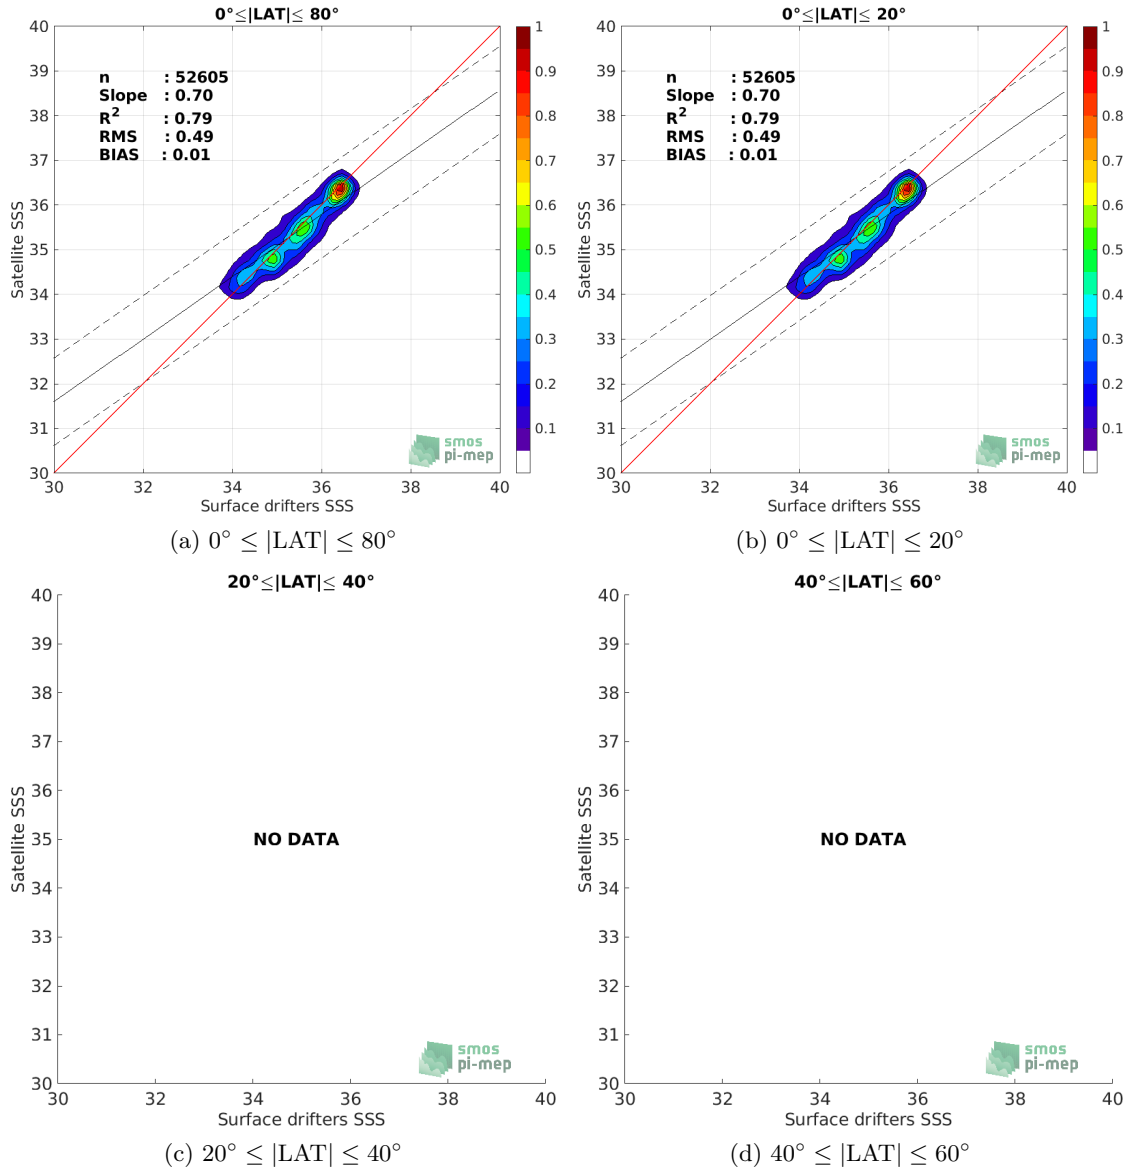 0°≤|LAT|≤ 80°
40
39
38
37
36
35
34
33
32
31
30
30
32
34
36
38
40
Satellite SSS
Surface drifters SSS
n : 52605
Slope : 0.70
R² : 0.79
RMS : 0.49
BIAS : 0.01
1
0.9
0.8
0.7
0.6
0.5
0.4
0.3
0.2
0.1
smos
pi-mep
(a) 0° ≤ |LAT| ≤ 80°
0°≤|LAT|≤ 20°
40
39
38
37
36
35
34
33
32
31
30
30
32
34
36
38
40
Satellite SSS
Surface drifters SSS
n : 52605
Slope : 0.70
R² : 0.79
RMS : 0.49
BIAS : 0.01
1
0.9
0.8
0.7
0.6
0.5
0.4
0.3
0.2
0.1
smos
pi-mep
(b) 0° ≤ |LAT| ≤ 20°
20°≤|LAT|≤ 40°
40
39
38
37
36
35
34
33
32
31
30
30
32
34
36
38
40
Satellite SSS
Surface drifters SSS
NO DATA
smos
pi-mep
(c) 20° ≤ |LAT| ≤ 40°
40°≤|LAT|≤ 60°
40
39
38
37
36
35
34
33
32
31
30
30
32
34
36
38
40
Satellite SSS
Surface drifters SSS
NO DATA
smos
pi-mep
(d) 40° ≤ |LAT| ≤ 60°